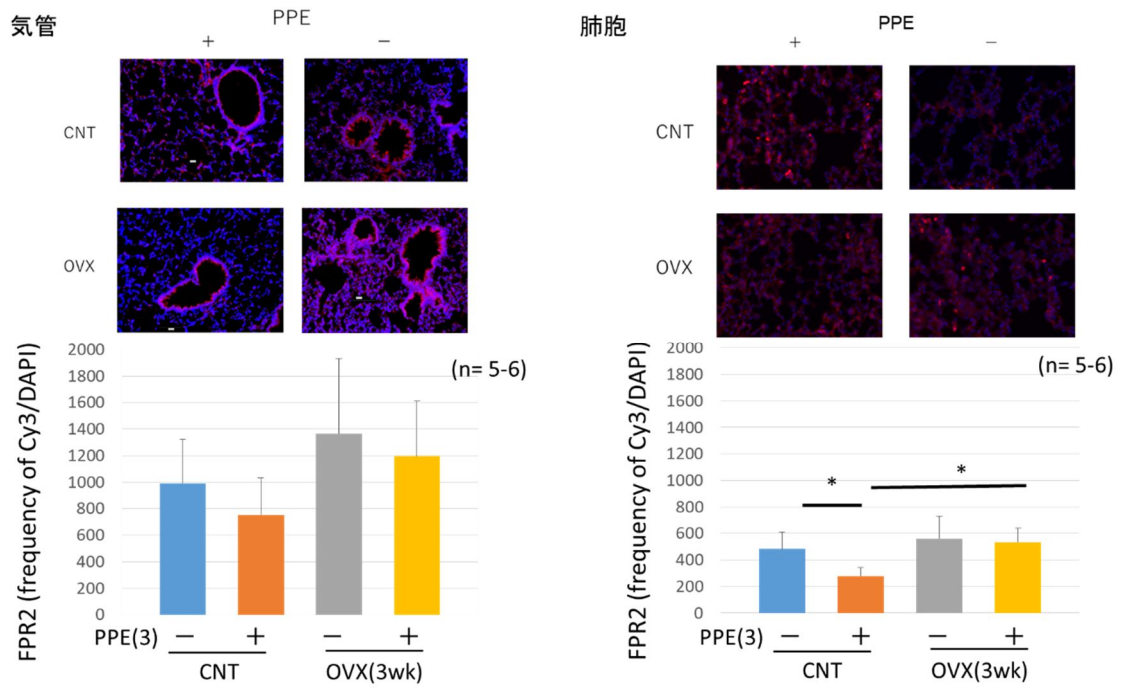 気管
PPE
+ −
CNT
OVX
FPR2 (frequency of Cy3/DAPI)
2000
1800
1600
1400
1200
1000
800
600
400
200
0
(n= 5-6)
PPE(3) − + − +
CNT OVX(3wk)
肺胞
PPE
+ −
CNT
OVX
FPR2 (frequency of Cy3/DAPI)
2000
1800
1600
1400
1200
1000
800
600
400
200
0
(n= 5-6)
* *
PPE(3) − + − +
CNT OVX(3wk)